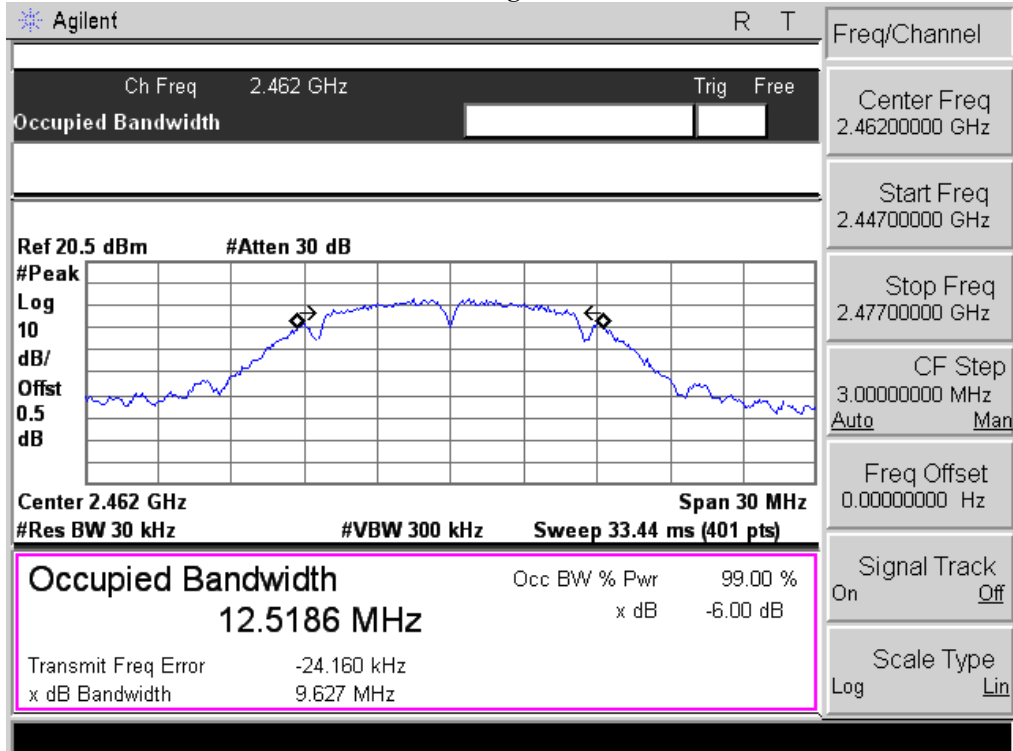 Agilent
R T
Ch Freq 2.462 GHz Trig Free
Occupied Bandwidth
Ref 20.5 dBm #Atten 30 dB
#Peak
Log
10
dB/
Offst
0.5
dB
Center 2.462 GHz Span 30 MHz
#Res BW 30 kHz #VBW 300 kHz Sweep 33.44 ms (401 pts)
Occupied Bandwidth
12.5186 MHz
Occ BW % Pwr 99.00 %
x dB -6.00 dB
Transmit Freq Error -24.160 kHz
x dB Bandwidth 9.627 MHz
Freq/Channel
Center Freq
2.46200000 GHz
Start Freq
2.44700000 GHz
Stop Freq
2.47700000 GHz
CF Step
3.00000000 MHz
Auto Man
Freq Offset
0.00000000 Hz
Signal Track
On Off
Scale Type
Log Lin